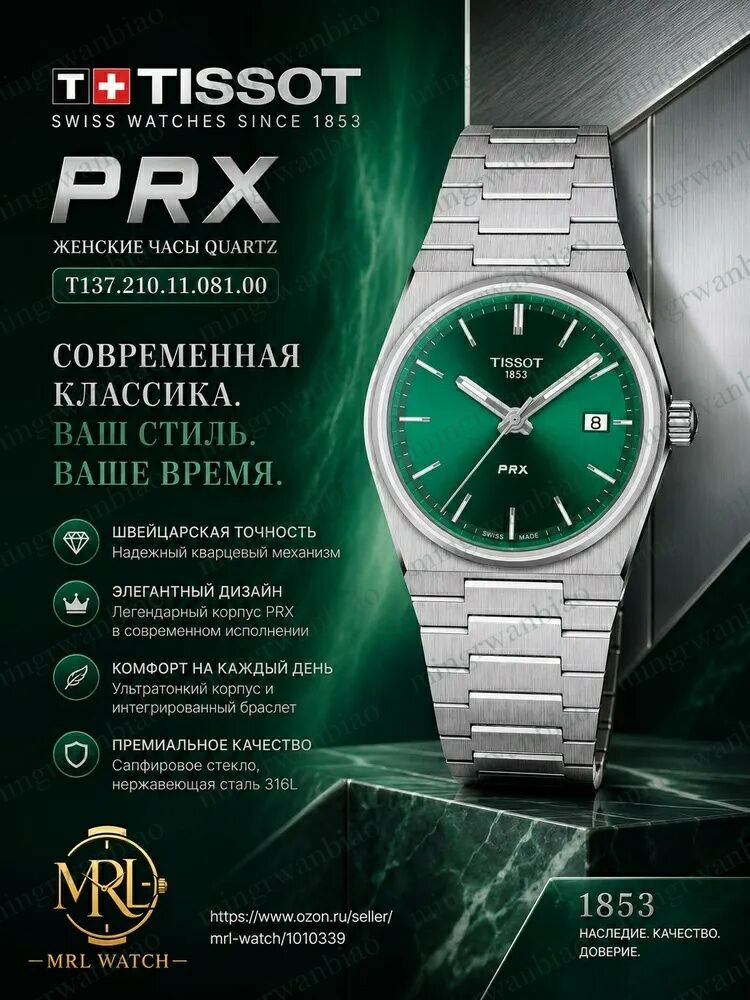 T+ TISSOT
SWISS WATCHES SINCE 1853
PRX
ЖЕНСКИЕ ЧАСЫ QUARTZ
T137.210.11.081.00
СОВРЕМЕННАЯ
КЛАССИКА.
ВАШ СТИЛЬ.
ВАШЕ ВРЕМЯ.
ШВЕЙЦАРСКАЯ ТОЧНОСТЬ
Надежный кварцевый механизм
ЭЛЕГАНТНЫЙ ДИЗАЙН
Легендарный корпус PRX
в современном исполнении
КОМФОРТ НА КАЖДЫЙ ДЕНЬ
Ультратонкий корпус и
интегрированный браслет
ПРЕМИАЛЬНОЕ КАЧЕСТВО
Сапфировое стекло,
нержавеющая сталь 316L
TISSOT
1853
8
PRX
SWISS MADE
MRL
MRL WATCH
https://www.ozon.ru/seller/
mrl-watch/1010339
1853
НАСЛЕДИЕ. КАЧЕСТВО.
ДОВЕРИЕ.
mingrwanbiao